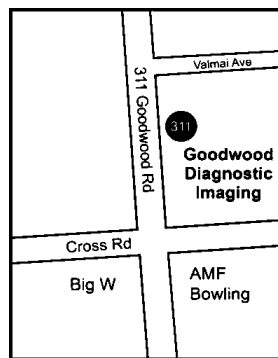 Valmai Ave
311 Goodwood Rd
311
Goodwood
Diagnostic
Imaging
Cross Rd
Big W
AMF
Bowling